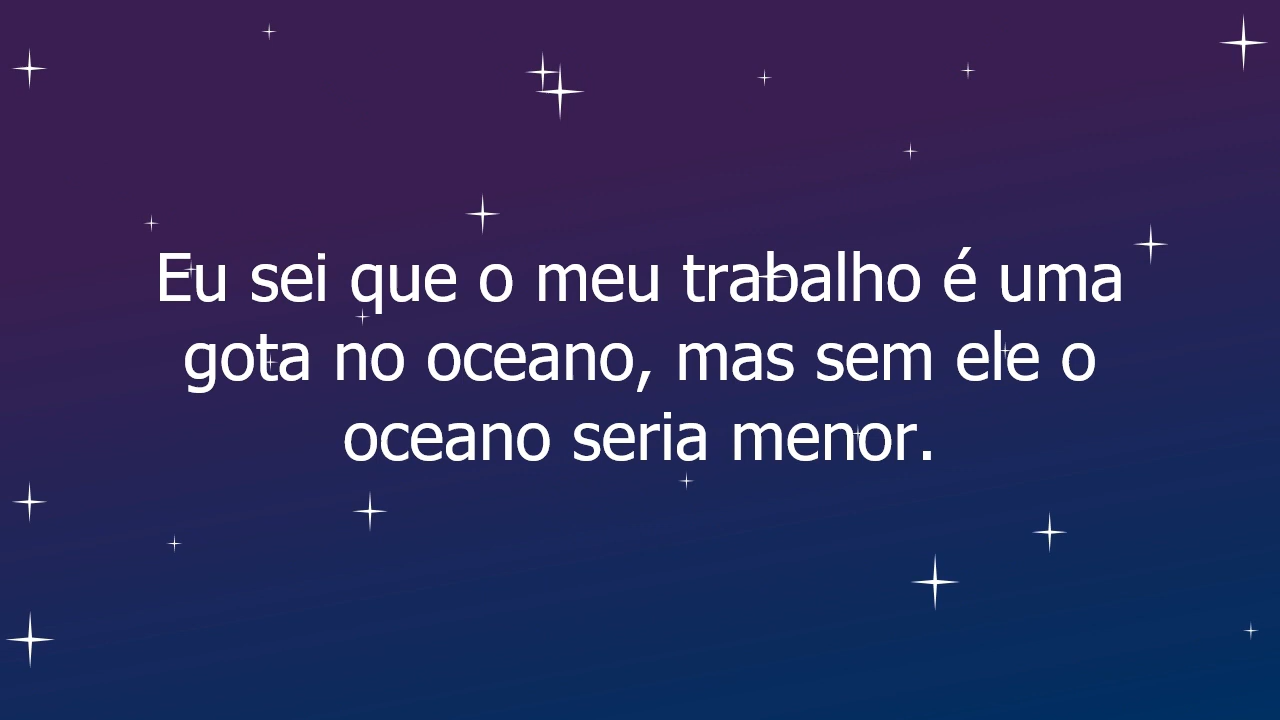 Eu sei que o meu trabalho é uma
gota no oceano, mas sem ele o
oceano seria menor.